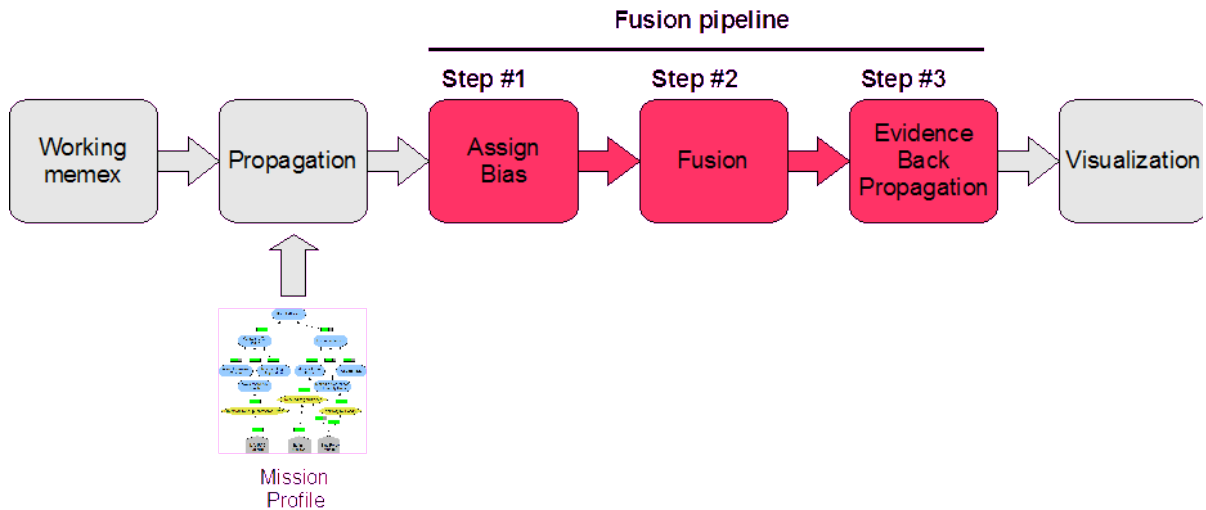 Fusion pipeline
Step #1
Step #2
Step #3
Working
memex
Propagation
Assign
Bias
Fusion
Evidence
Back
Propagation
Visualization
Mission
Profile